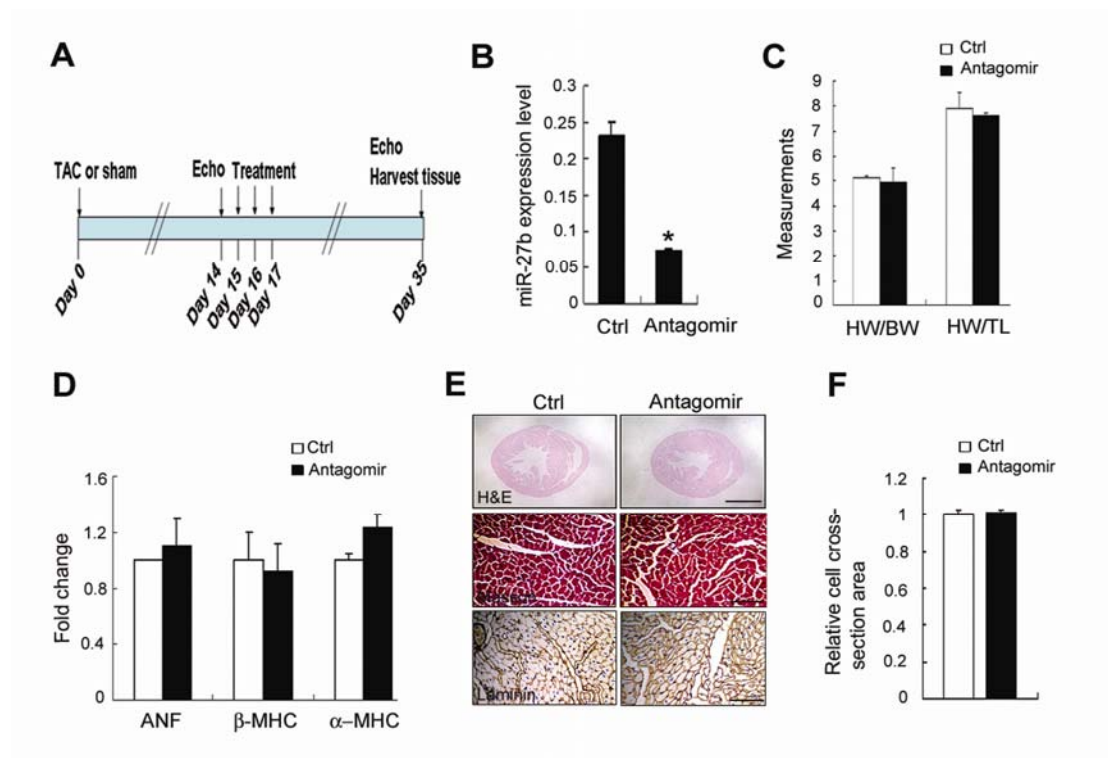 A
TAC or sham
Echo
Treatment
Echo
Harvest tissue
Day 0
Day 14
Day 15
Day 16
Day 17
Day 35
B
miR-27b expression level
0.3
0.25
0.2
0.15
0.1
0.05
0
*
Ctrl
Antagomir
C
Ctrl
Antagomir
Measurements
9
8
7
6
5
4
3
2
1
0
HW/BW
HW/TL
D
Ctrl
Antagomir
Fold change
1.6
1.2
0.8
0.4
0
ANF
β-MHC
α–MHC
E
Ctrl
Antagomir
H&E
Laminin
F
Ctrl
Antagomir
Relative cell cross-
section area
1.2
1
0.8
0.6
0.4
0.2
0